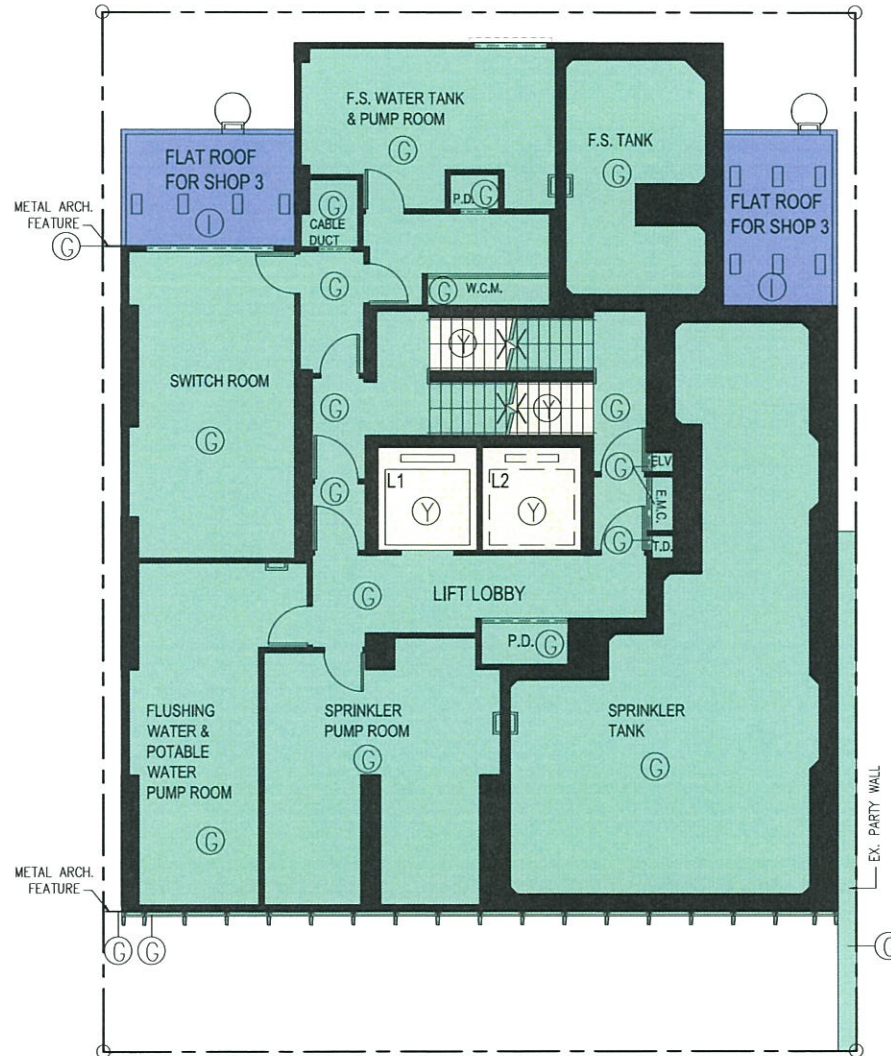 F.S. WATER TANK
& PUMP ROOM
G
F.S. TANK
G
FLAT ROOF
FOR SHOP 3
I
FLAT ROOF
FOR SHOP 3
I
METAL ARCH.
FEATURE
G
G
CABLE
DUCT
P.D.
G
G
G
W.C.M.
SWITCH ROOM
G
Y
Y
G
G
G
L1
Y
L2
Y
G
ELV
E.M.C.
G
T.D.
G
LIFT LOBBY
P.D.
G
FLUSHING
WATER &
POTABLE
WATER
PUMP ROOM
G
SPRINKLER
PUMP ROOM
G
SPRINKLER
TANK
G
EX. PARTY WALL
METAL ARCH.
FEATURE
G
G